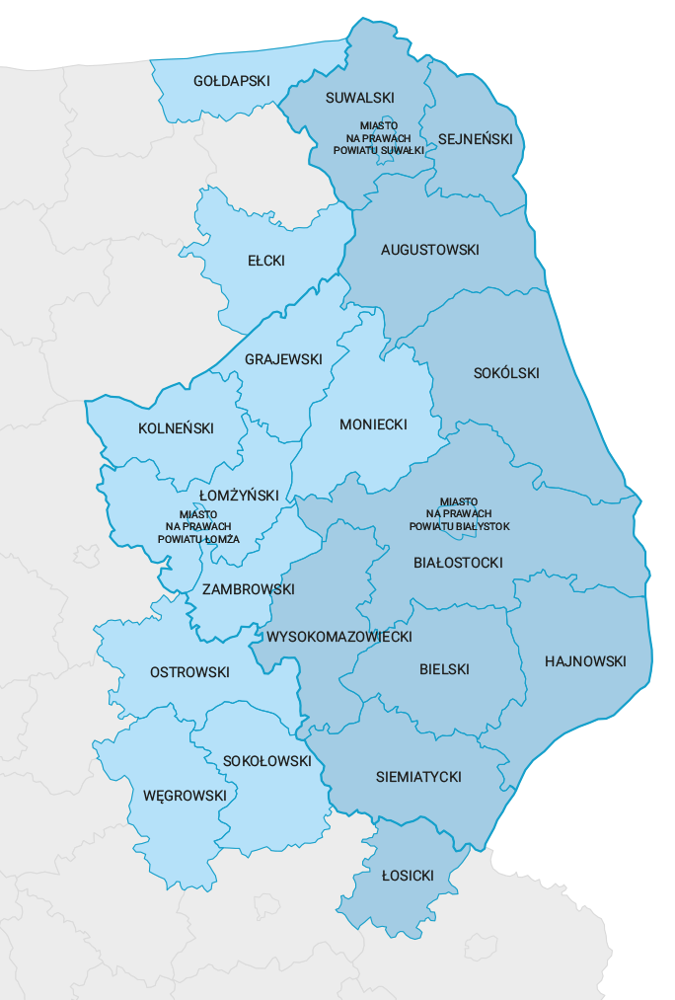 GOŁDAPSKI
SUWALSKI
MIASTO
NA PRAWACH
POWIATU SUWAŁKI
SEJNEŃSKI
AUGUSTOWSKI
EŁCKI
GRAJEWSKI
SOKÓLSKI
KOLNEŃSKI
MONIECKI
ŁOMŻYŃSKI
MIASTO
NA PRAWACH
POWIATU ŁOMŻA
MIASTO
NA PRAWACH
POWIATU BIAŁYSTOK
BIAŁOSTOCKI
ZAMBROWSKI
WYSOKOMAZOWIECKI
HAJNOWSKI
BIELSKI
OSTROWSKI
SOKOŁOWSKI
SIEMIATYCKI
WĘGROWSKI
ŁOSICKI